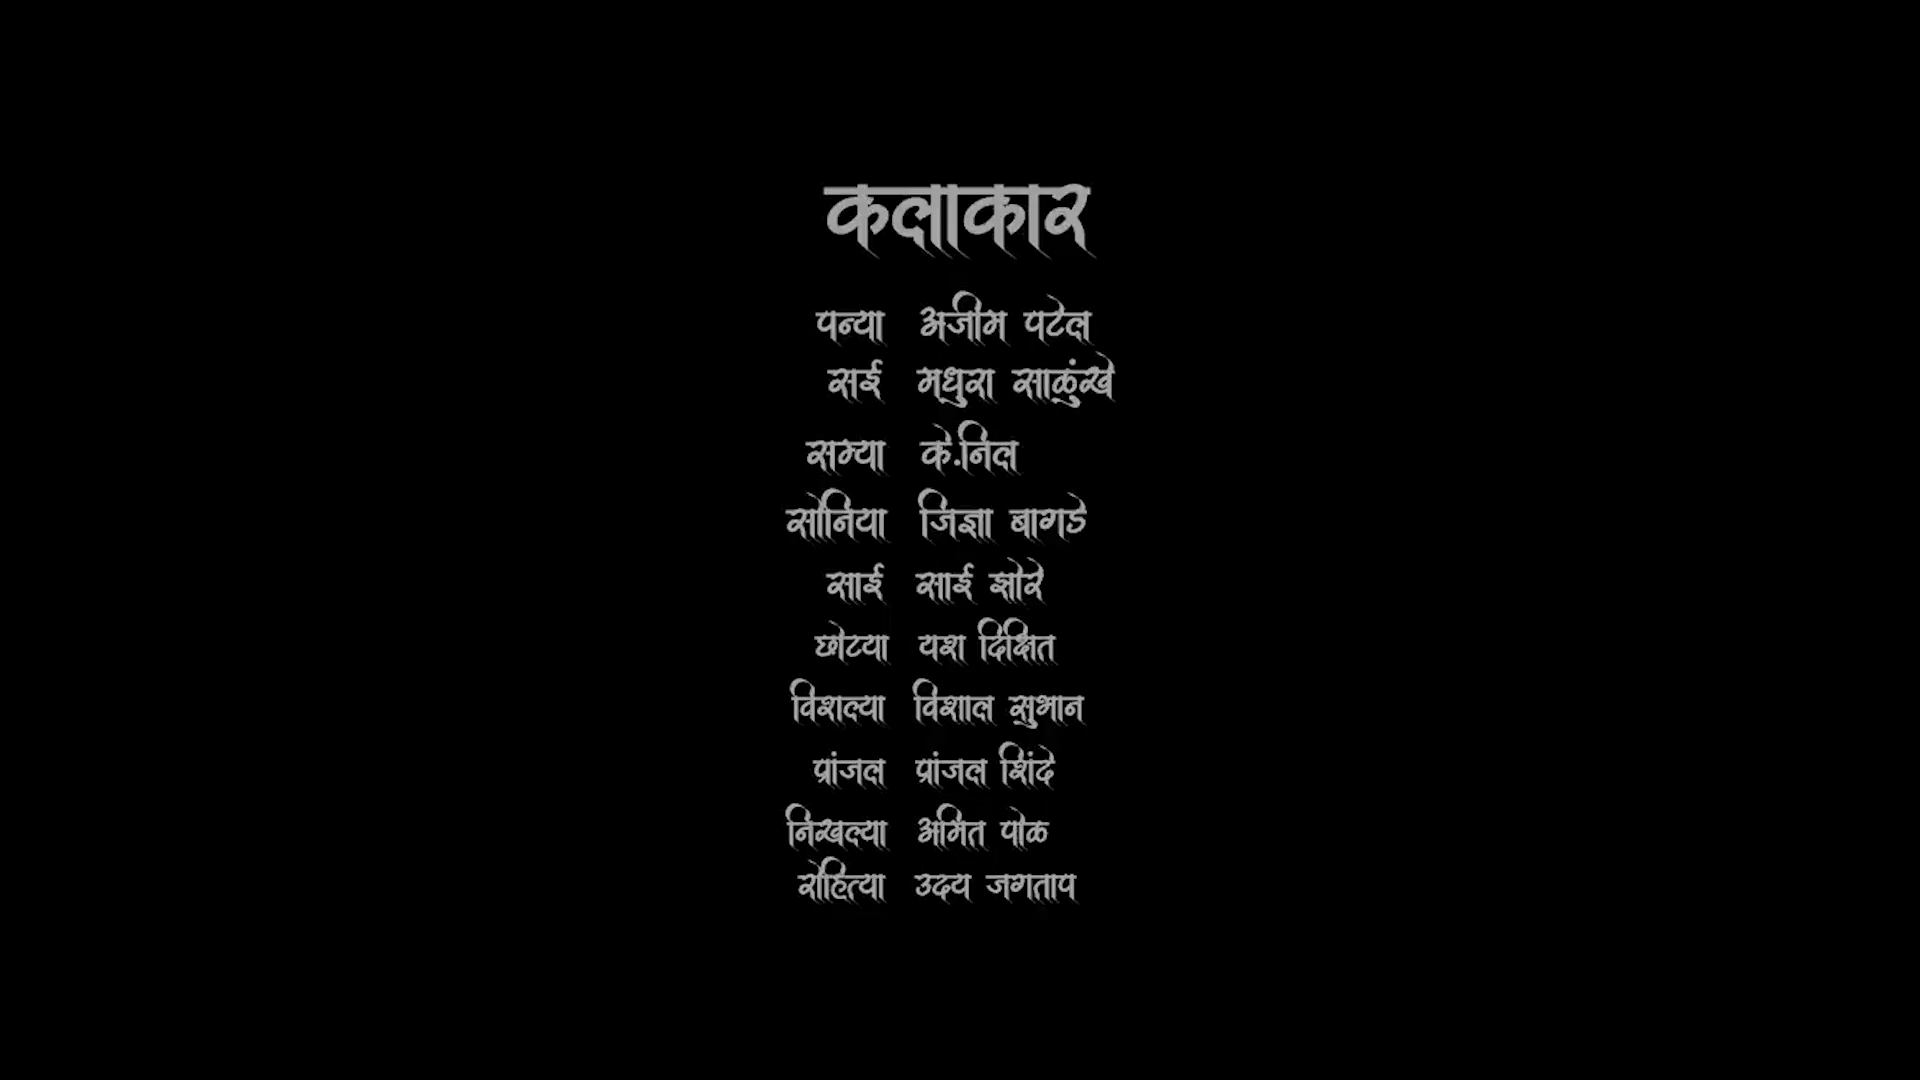 कलाकार
पन्या अजीम पटेल
सई मधुरा साळुंखे
सम्या के.निल
सोनिया जिज्ञा बागडे
साई साई झोरे
छोट्या यश दिक्षित
विशल्या विशाल सुभान
प्रांजल प्रांजल शिंदे
निखल्या अमित पोळ
रोहित्या उदय जगताप